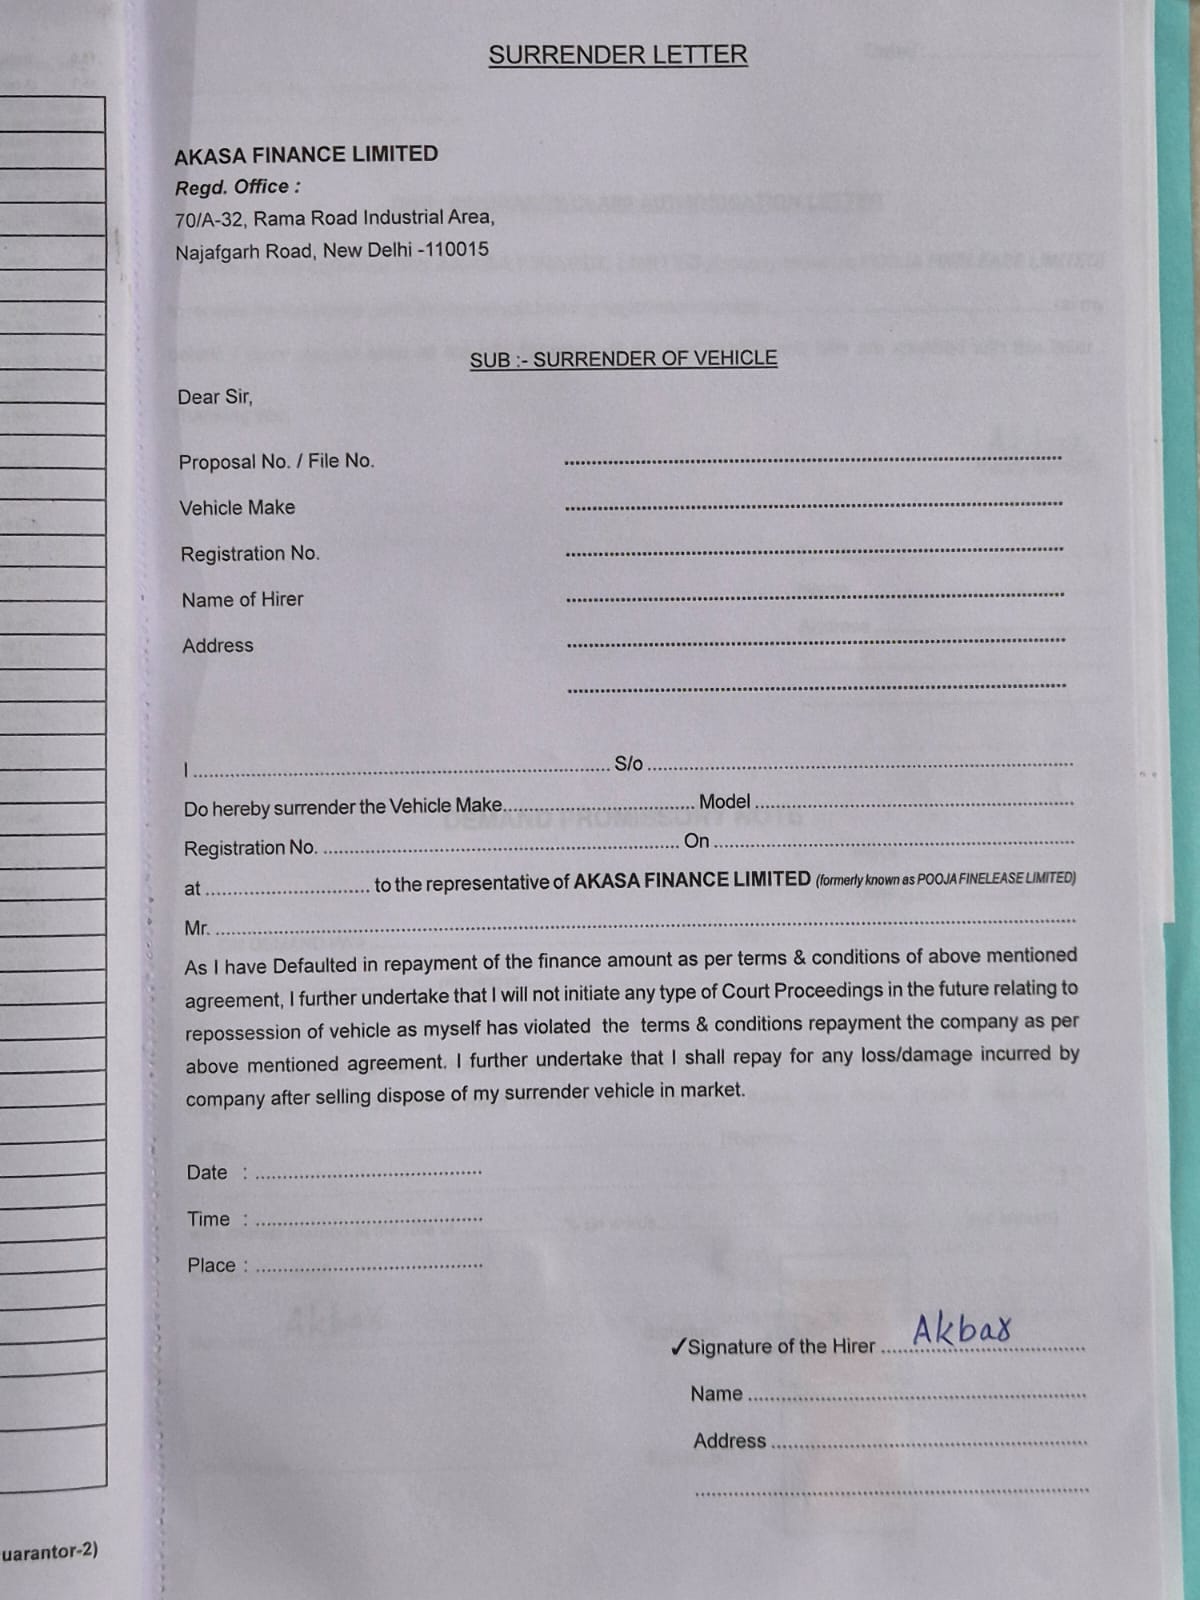 SURRENDER LETTER
AKASA FINANCE LIMITED
Regd. Office :
70/A-32, Rama Road Industrial Area,
Najafgarh Road, New Delhi -110015
SUB :- SURRENDER OF VEHICLE
Dear Sir,
Proposal No. / File No. ........................................
Vehicle Make ........................................
Registration No. ........................................
Name of Hirer ........................................
Address ........................................
........................................
I ........................................ S/o ........................................
Do hereby surrender the Vehicle Make.................................... Model ........................................
Registration No. ........................................ On ........................................
at .............................. to the representative of AKASA FINANCE LIMITED (formerly known as POOJA FINELEASE LIMITED)
Mr. ........................................
As I have Defaulted in repayment of the finance amount as per terms & conditions of above mentioned
agreement, I further undertake that I will not initiate any type of Court Proceedings in the future relating to
repossession of vehicle as myself has violated the terms & conditions repayment the company as per
above mentioned agreement. I further undertake that I shall repay for any loss/damage incurred by
company after selling dispose of my surrender vehicle in market.
Date : ........................................
Time : ........................................
Place : ........................................
✓Signature of the Hirer ....Akbar....
Name ........................................
Address ........................................
........................................
uarantor-2)